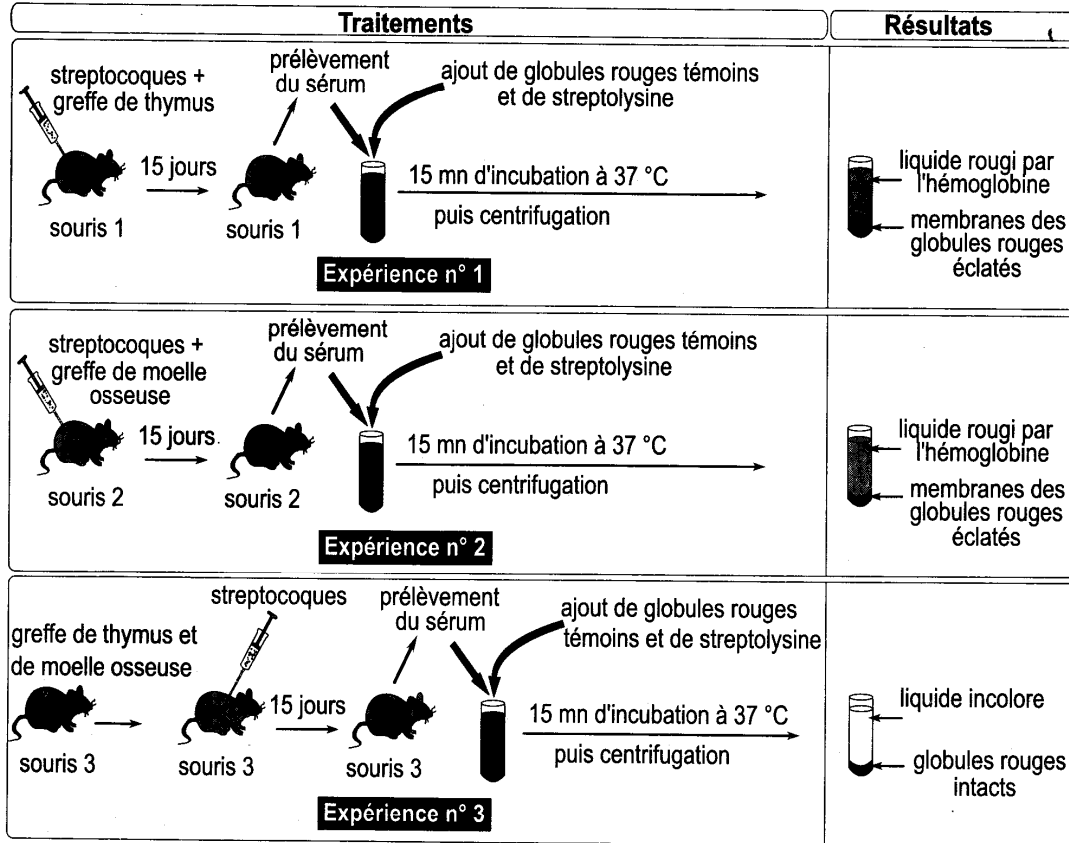 Traitements
Résultats
streptocoques +
greffe de thymus
15 jours
souris 1
souris 1
prélèvement
du sérum
ajout de globules rouges témoins
et de streptolysine
15 mn d'incubation à 37 °C
puis centrifugation
Expérience n° 1
liquide rougi par
l'hémoglobine
membranes des
globules rouges
éclatés
streptocoques +
greffe de moelle
osseuse
15 jours
souris 2
souris 2
prélèvement
du sérum
ajout de globules rouges témoins
et de streptolysine
15 mn d'incubation à 37 °C
puis centrifugation
Expérience n° 2
liquide rougi par
l'hémoglobine
membranes des
globules rouges
éclatés
greffe de thymus et
de moelle osseuse
souris 3
streptocoques
15 jours
souris 3
souris 3
prélèvement
du sérum
ajout de globules rouges
témoins et de streptolysine
15 mn d'incubation à 37 °C
puis centrifugation
Expérience n° 3
liquide incolore
globules rouges
intacts